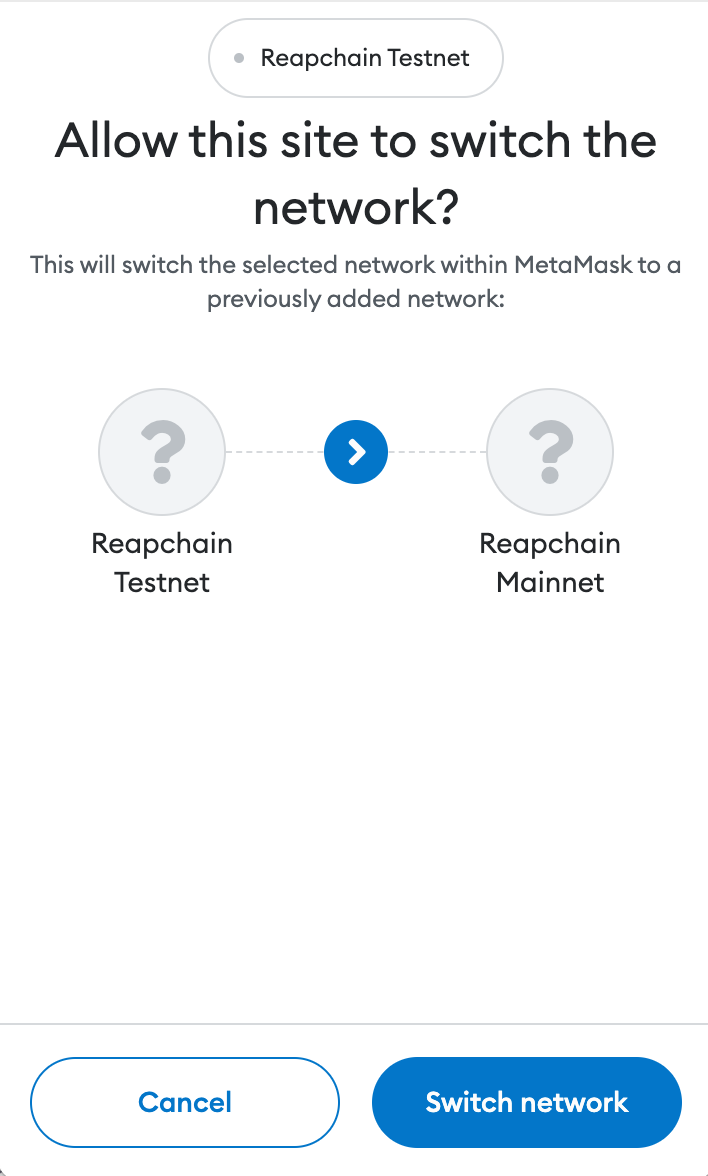 Reapchain Testnet
Allow this site to switch the
network?
This will switch the selected network within MetaMask to a
previously added network:
? ?
Reapchain Reapchain
Testnet Mainnet
Cancel Switch network